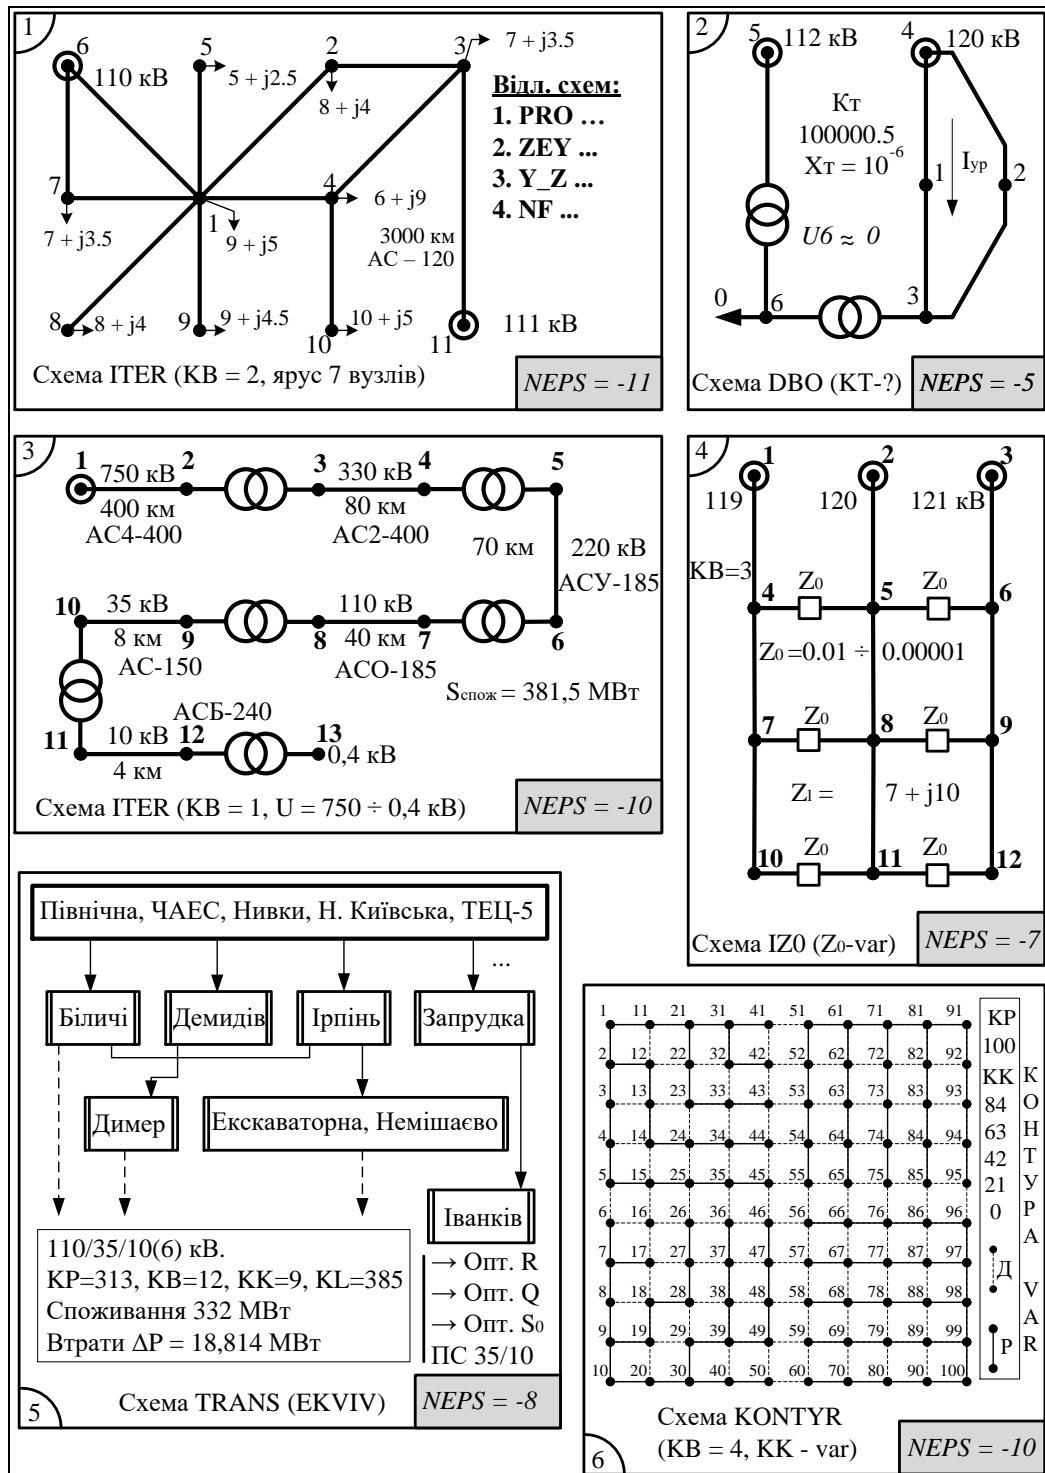 1
6
5
2
3
7 + j3.5
110 кВ
5 + j2.5
8 + j4
Відл. схем:
1. PRO …
2. ZEY ...
3. Y_Z ...
4. NF ...
7
4
1
6 + j9
7 + j3.5
9 + j5
3000 км
АС – 120
8
8 + j4
9
9 + j4.5
10
10 + j5
11
111 кВ
Схема ITER (KB = 2, ярус 7 вузлів)
NEPS = -11
2
5
112 кВ
4
120 кВ
Кт
100000.5
Xт = 10-6
1
Iур
2
U6 ≈ 0
0
6
3
Схема DBO (KT-?)
NEPS = -5
3
1
750 кВ
2
3
330 кВ
4
5
400 км
АС4-400
80 км
АС2-400
70 км
220 кВ
АСУ-185
10
35 кВ
9
8
110 кВ
7
6
8 км
АС-150
40 км
АСО-185
Sспож = 381,5 МВт
АСБ-240
11
10 кВ
12
13
4 км
0,4 кВ
Схема ITER (KB = 1, U = 750 ÷ 0,4 кВ)
NEPS = -10
4
1
2
3
119
120
121 кВ
KB=3
Z0
Z0
4
5
6
Z0 =0.01 ÷ 0.00001
Z0
Z0
7
8
9
Zl = 7 + j10
Z0
Z0
10
11
12
Схема IZ0 (Z0-var)
NEPS = -7
Північна, ЧАЕС, Нивки, Н. Київська, ТЕЦ-5
...
Біличі
Демидів
Ірпінь
Запрудка
Димер
Екскаваторна, Немішаєво
Іванків
110/35/10(6) кВ.
КР=313, КВ=12, КК=9, KL=385
Споживання 332 МВт
Втрати ΔР = 18,814 МВт
→ Опт. R
→ Опт. Q
→ Опт. S0
ПС 35/10
5
Схема TRANS (EKVIV)
NEPS = -8
1 11 21 31 41 51 61 71 81 91
2 12 22 32 42 52 62 72 82 92
3 13 23 33 43 53 63 73 83 93
4 14 24 34 44 54 64 74 84 94
5 15 25 35 45 55 65 75 85 95
6 16 26 36 46 56 66 76 86 96
7 17 27 37 47 57 67 77 87 97
8 18 28 38 48 58 68 78 88 98
9 19 29 39 49 59 69 79 89 99
10 20 30 40 50 60 70 80 90 100
KP
100
KK
84
63
42
21
0
Д
Р
КОНТУРА VAR
6
Схема KONTYR
(KB = 4, KK - var)
NEPS = -10